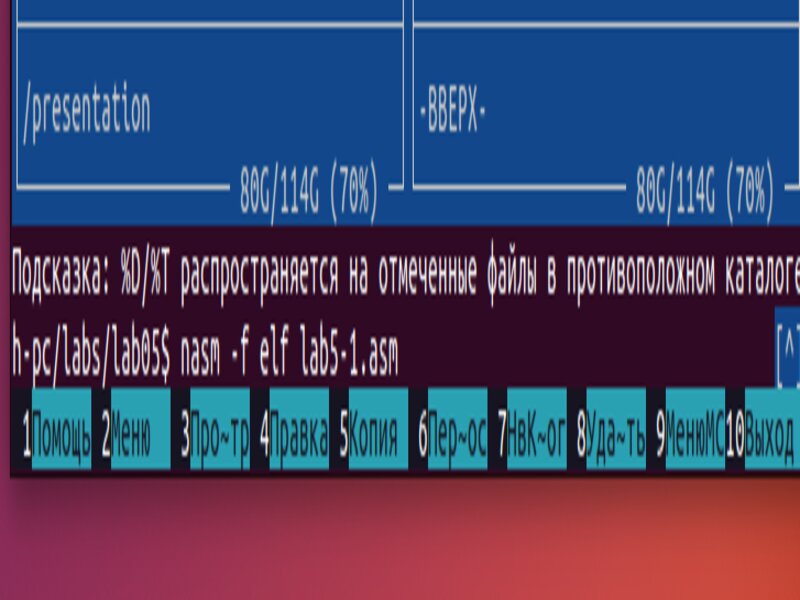 /presentation -ВВЕРХ-
80G/114G (70%) 80G/114G (70%)
Подсказка: %D/%T распространяется на отмеченные файлы в противоположном каталоге
h-pc/labs/lab05$ nasm -f elf lab5-1.asm [^]
1Помощь 2Меню 3Про~тр 4Правка 5Копия 6Пер~ос 7НвК~ог 8Уда~ть 9МенюMC 10Выход